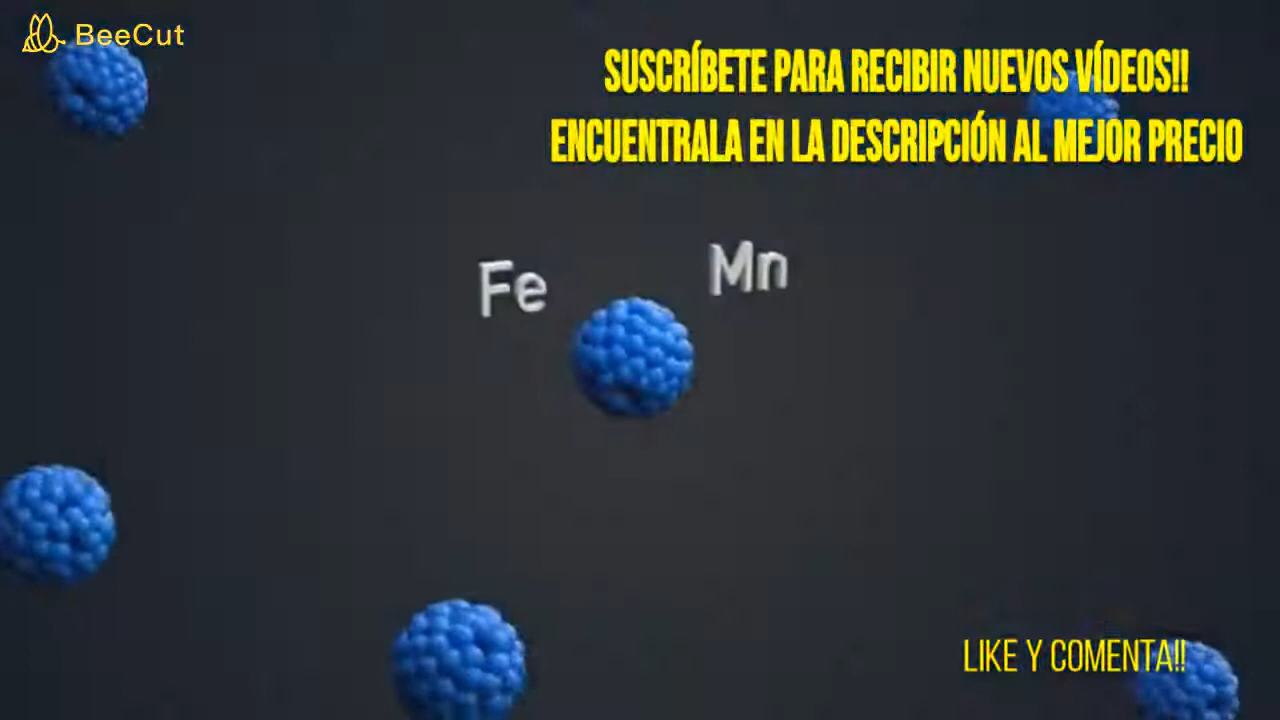 BeeCut
SUSCRÍBETE PARA RECIBIR NUEVOS VÍDEOS!!
ENCUENTRALA EN LA DESCRIPCIÓN AL MEJOR PRECIO
Fe
Mn
LIKE Y COMENTA!!